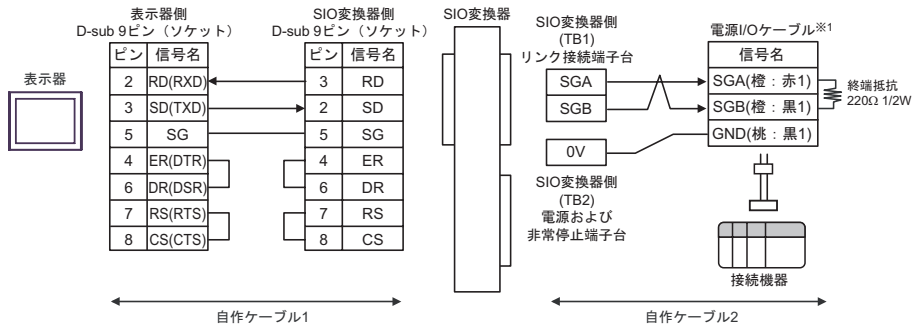 表示器
表示器側
D-sub 9ピン（ソケット）
ピン 信号名
2 RD(RXD)
3 SD(TXD)
5 SG
4 ER(DTR)
6 DR(DSR)
7 RS(RTS)
8 CS(CTS)
SIO変換器側
D-sub 9ピン（ソケット）
ピン 信号名
3 RD
2 SD
5 SG
4 ER
6 DR
7 RS
8 CS
自作ケーブル1
SIO変換器
SIO変換器側
(TB1)
リンク接続端子台
SGA
SGB
0V
SIO変換器側
(TB2)
電源および
非常停止端子台
電源I/Oケーブル※1
信号名
SGA(橙：赤1)
SGB(橙：黒1)
GND(桃：黒1)
終端抵抗
220Ω 1/2W
接続機器
自作ケーブル2